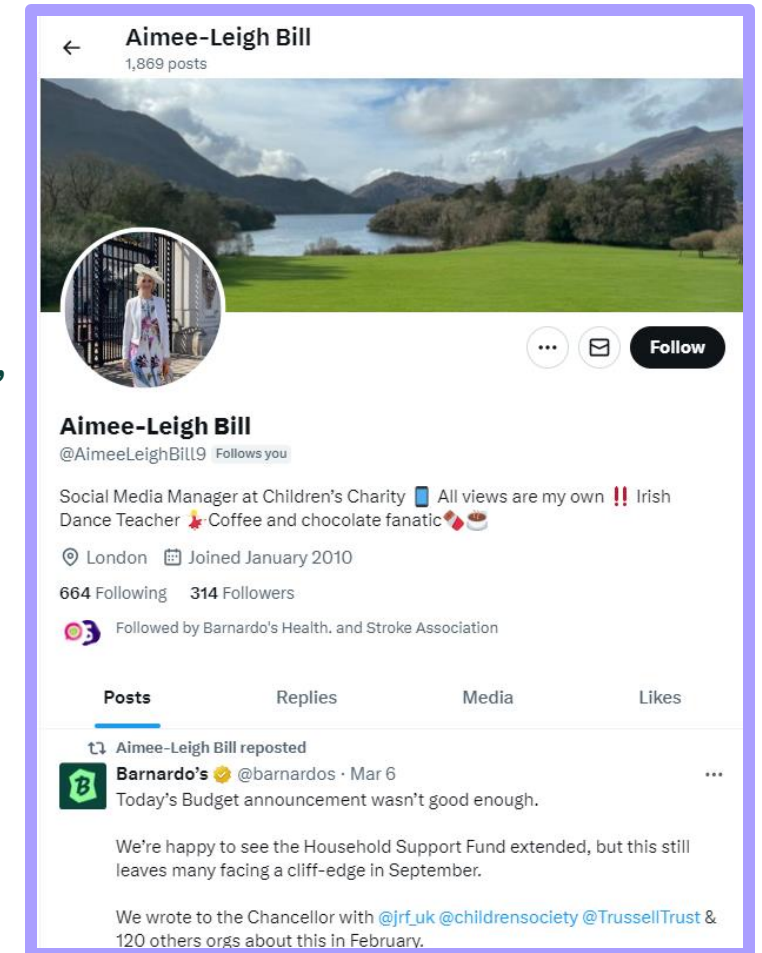 Aimee-Leigh Bill
1,869 posts
Follow
Aimee-Leigh Bill
@AimeeLeighBill9 Follows you
Social Media Manager at Children's Charity 📱 All views are my own ‼️ Irish
Dance Teacher 💃Coffee and chocolate fanatic🍫☕
London Joined January 2010
664 Following 314 Followers
Followed by Barnardo's Health. and Stroke Association
Posts Replies Media Likes
Aimee-Leigh Bill reposted
Barnardo's @barnardos · Mar 6
Today's Budget announcement wasn't good enough.
We're happy to see the Household Support Fund extended, but this still
leaves many facing a cliff-edge in September.
We wrote to the Chancellor with @jrf_uk @childrensociety @TrussellTrust &
120 others orgs about this in February.